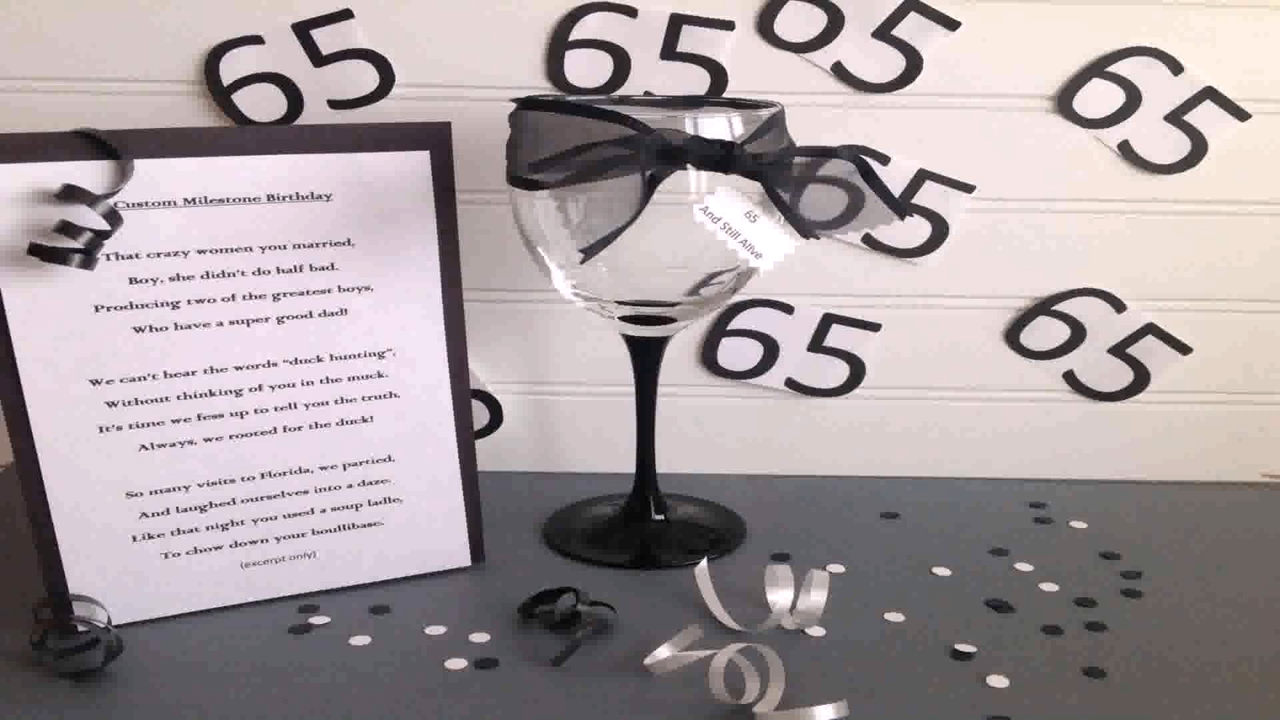 65
65
65
65
65
65
65
65
And Still Alive
Custom Milestone Birthday
That crazy women you married,
Boy, she didn't do half bad.
Producing two of the greatest boys,
Who have a super good dad!
We can't hear the words "duck hunting",
Without thinking of you in the muck.
It's time we fess up to tell you the truth,
Always, we rooted for the duck!
So many visits to Florida, we partied,
And laughed ourselves into a daze.
Like that night you used a soup ladle,
To chow down your boullibase.
(excerpt only)